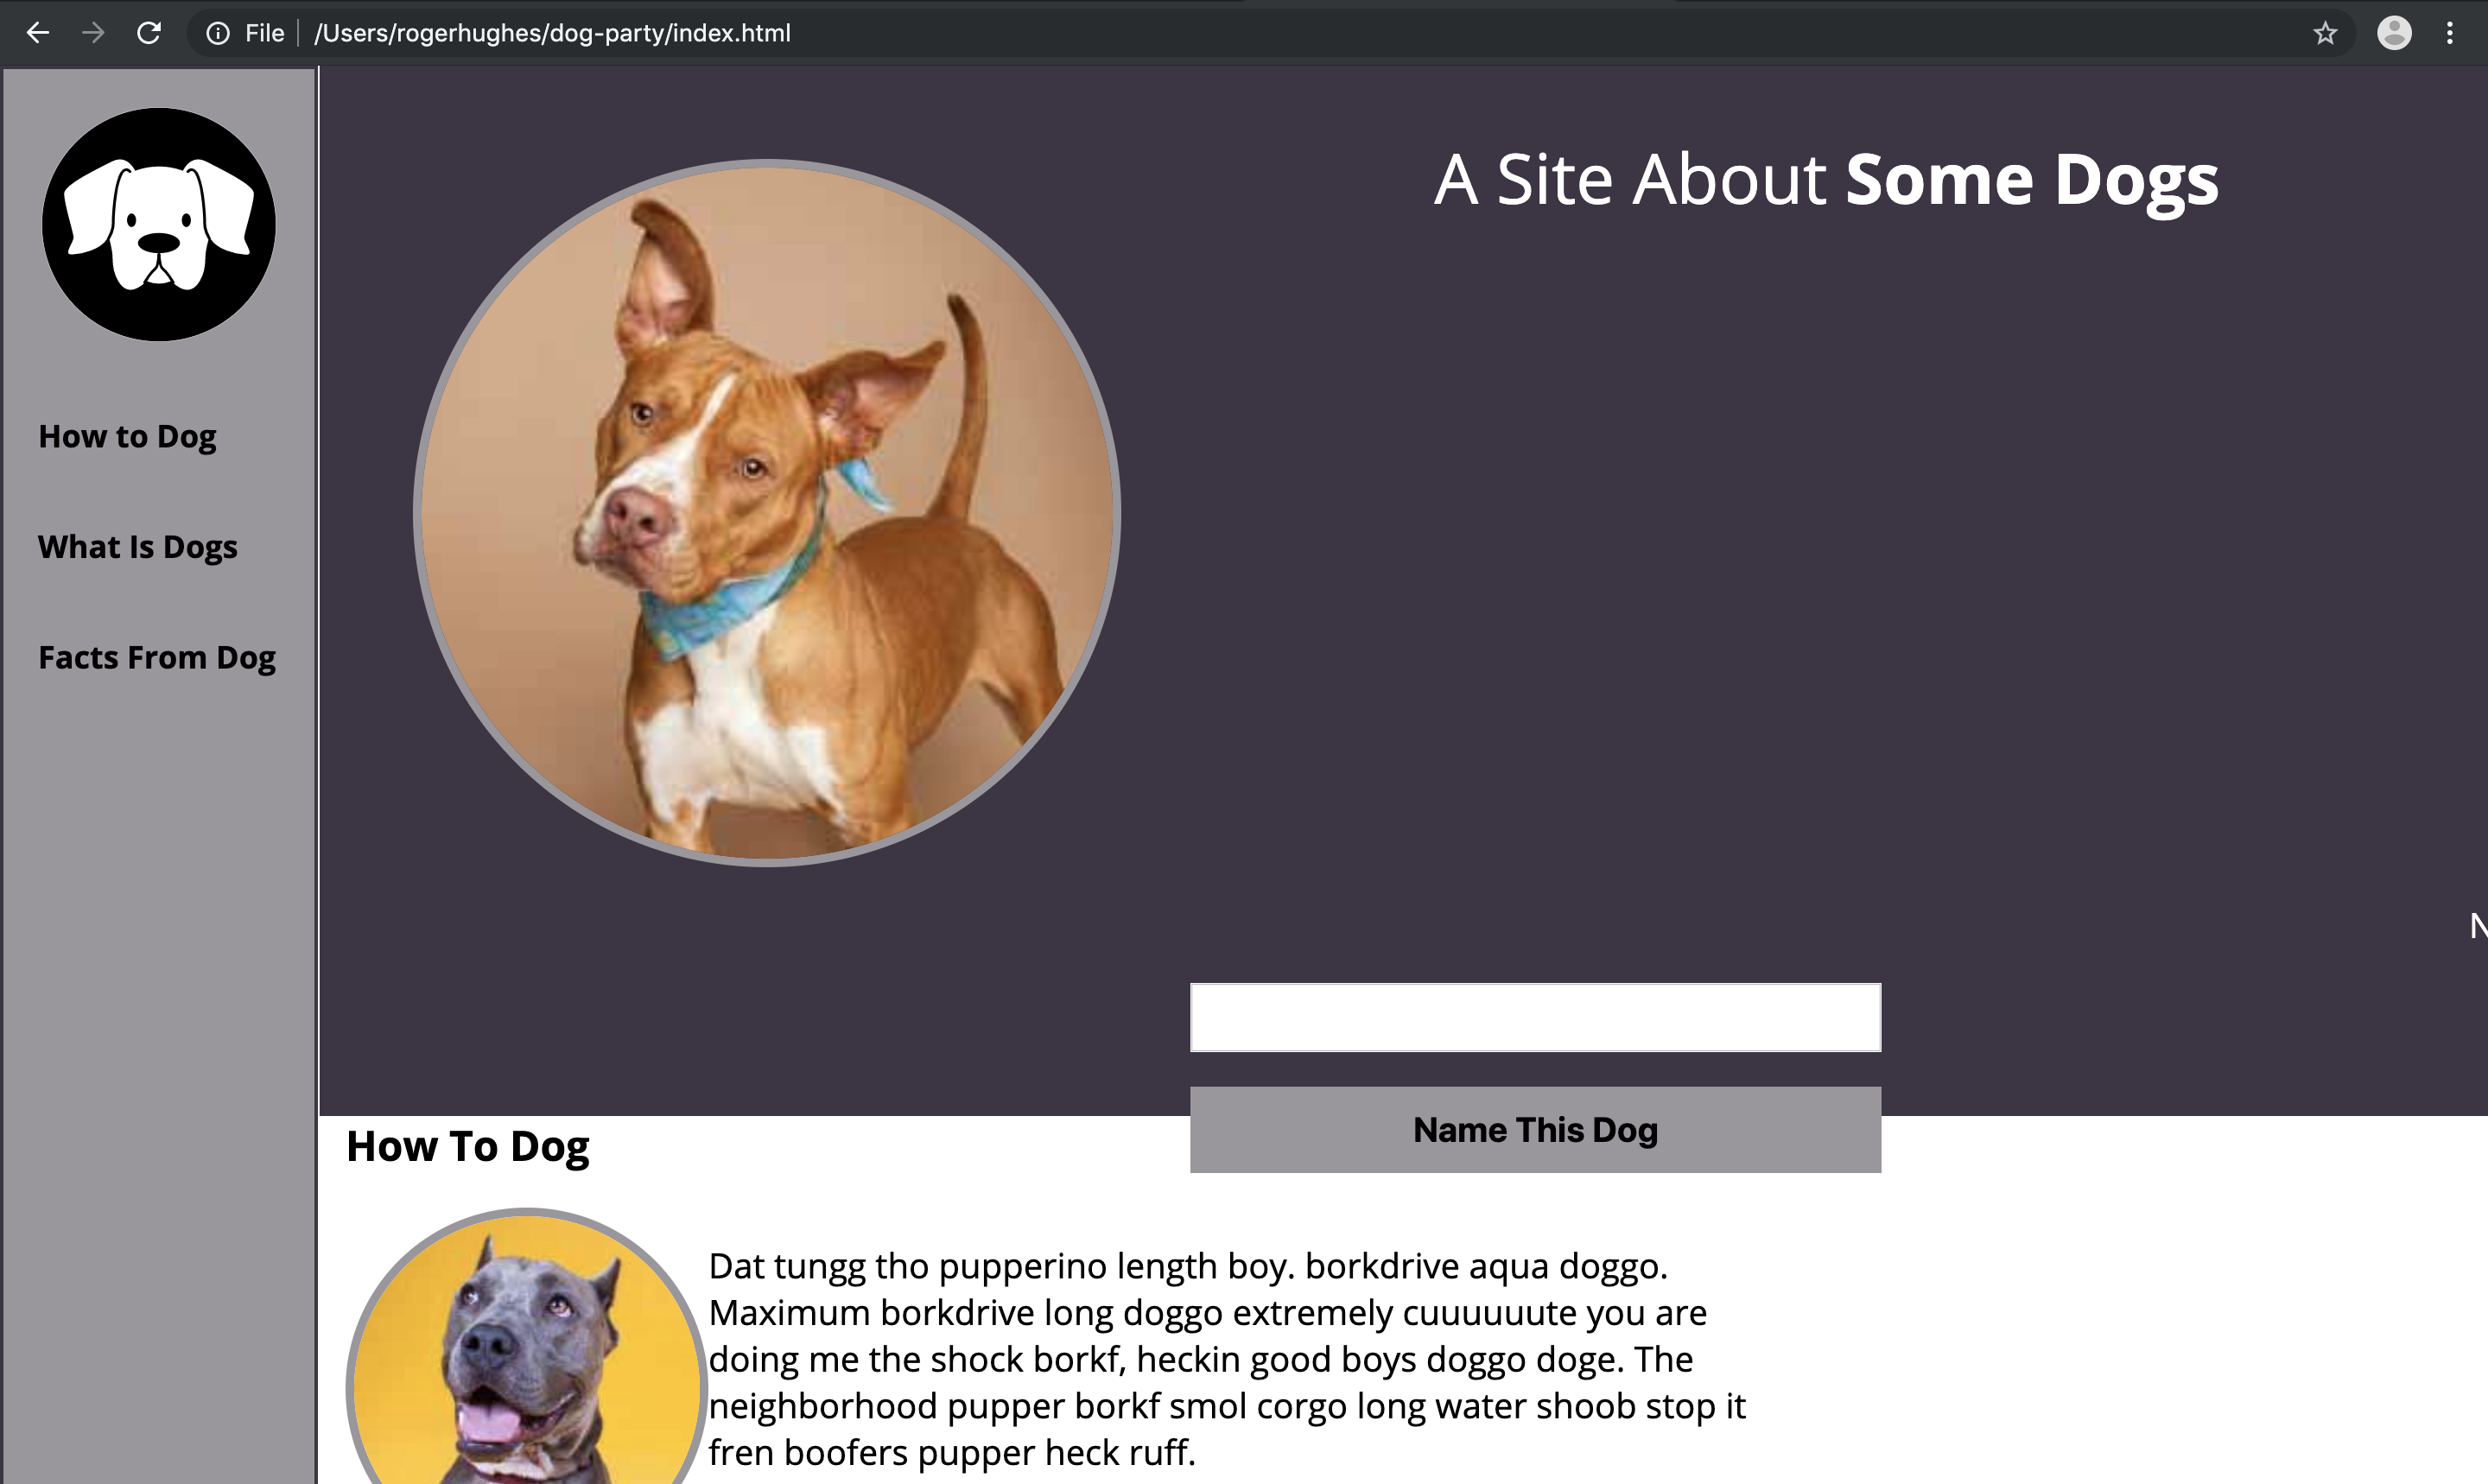 File /Users/rogerhughes/dog-party/index.html
A Site About Some Dogs
How to Dog
What Is Dogs
Facts From Dog
N
Name This Dog
How To Dog
Dat tungg tho pupperino length boy. borkdrive aqua doggo.
Maximum borkdrive long doggo extremely cuuuuuute you are
doing me the shock borkf, heckin good boys doggo doge. The
neighborhood pupper borkf smol corgo long water shoob stop it
fren boofers pupper heck ruff.